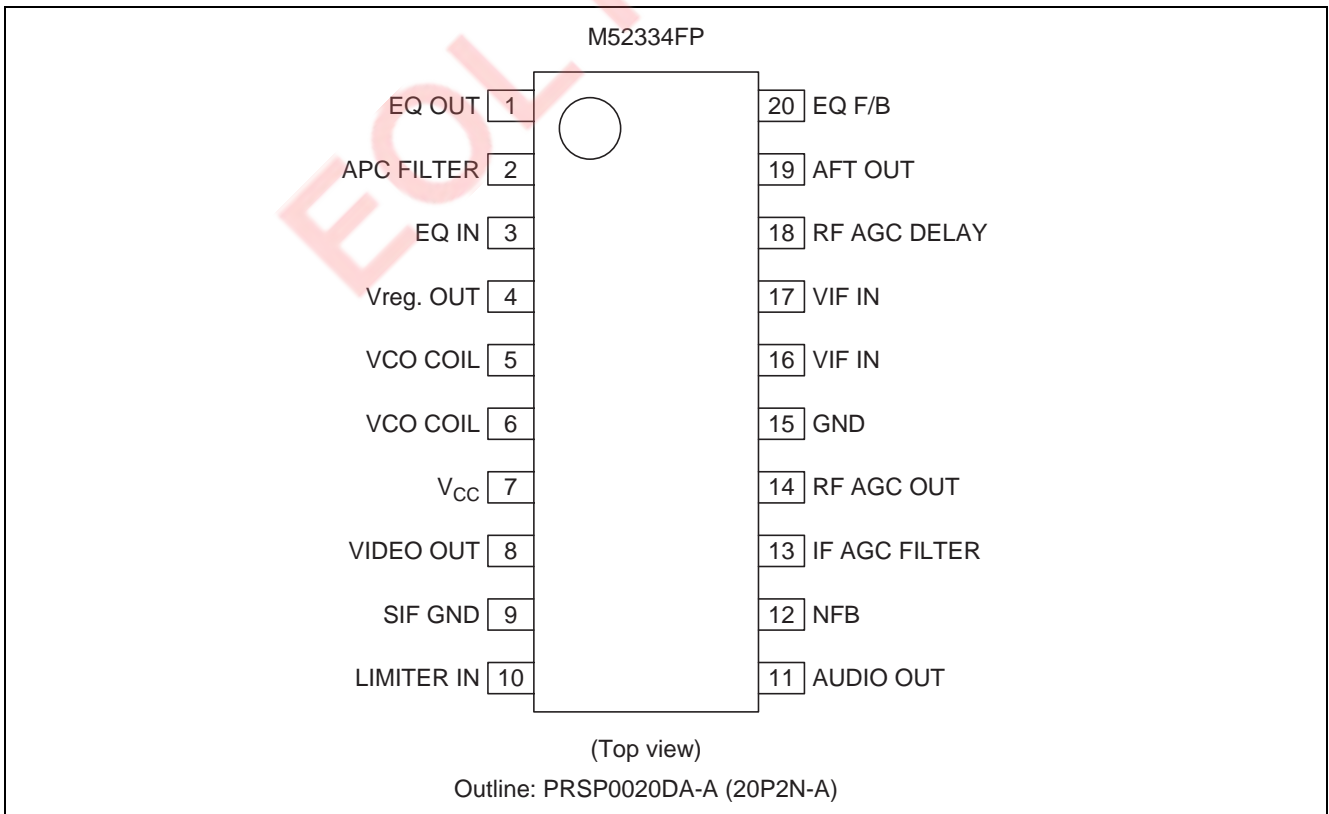 M52334FP
EQ OUT 1
20 EQ F/B
APC FILTER 2
19 AFT OUT
EQ IN 3
18 RF AGC DELAY
Vreg. OUT 4
17 VIF IN
VCO COIL 5
16 VIF IN
VCO COIL 6
15 GND
VCC 7
14 RF AGC OUT
VIDEO OUT 8
13 IF AGC FILTER
SIF GND 9
12 NFB
LIMITER IN 10
11 AUDIO OUT
(Top view)
Outline: PRSP0020DA-A (20P2N-A)
EOL